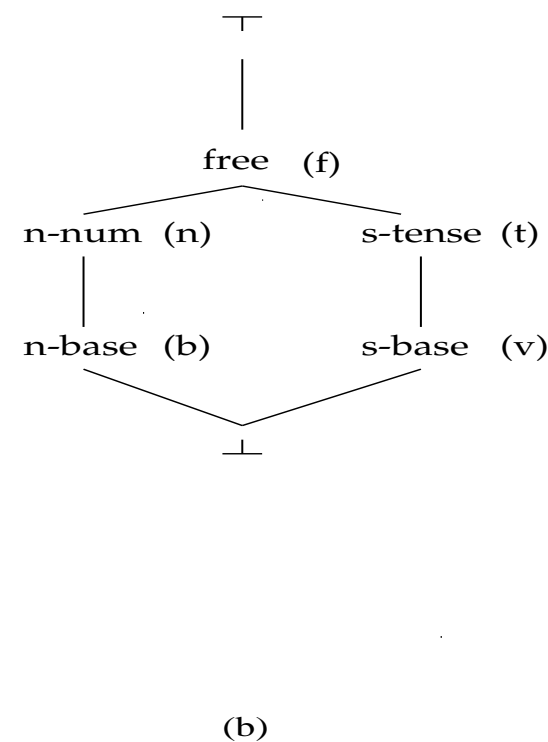 ⊤
free (f)
n-num (n) s-tense (t)
n-base (b) s-base (v)
⊥
(b)